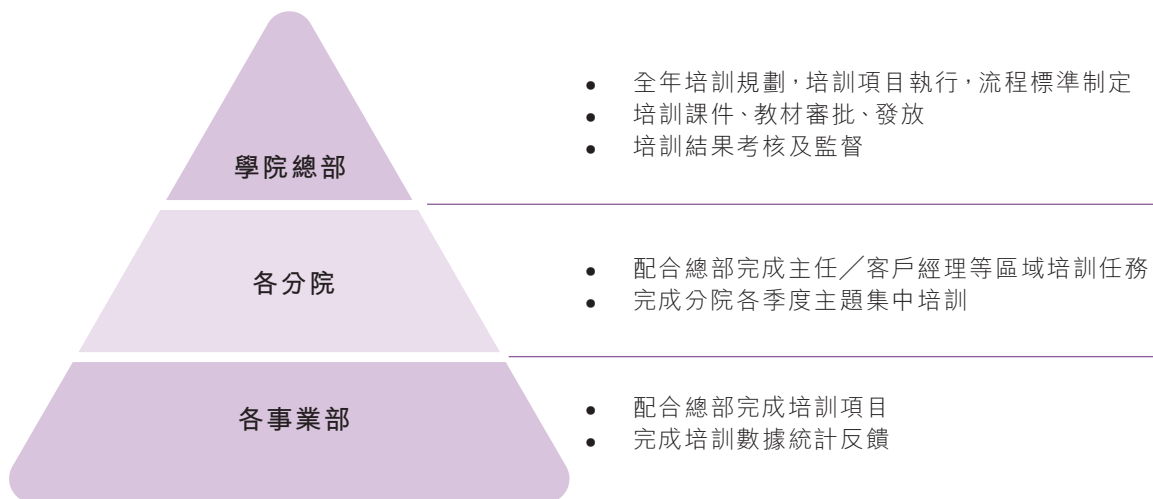 學院總部
• 全年培訓規劃，培訓項目執行，流程標準制定
• 培訓課件、教材審批、發放
• 培訓結果考核及監督
各分院
• 配合總部完成主任／客戶經理等區域培訓任務
• 完成分院各季度主題集中培訓
各事業部
• 配合總部完成培訓項目
• 完成培訓數據統計反饋